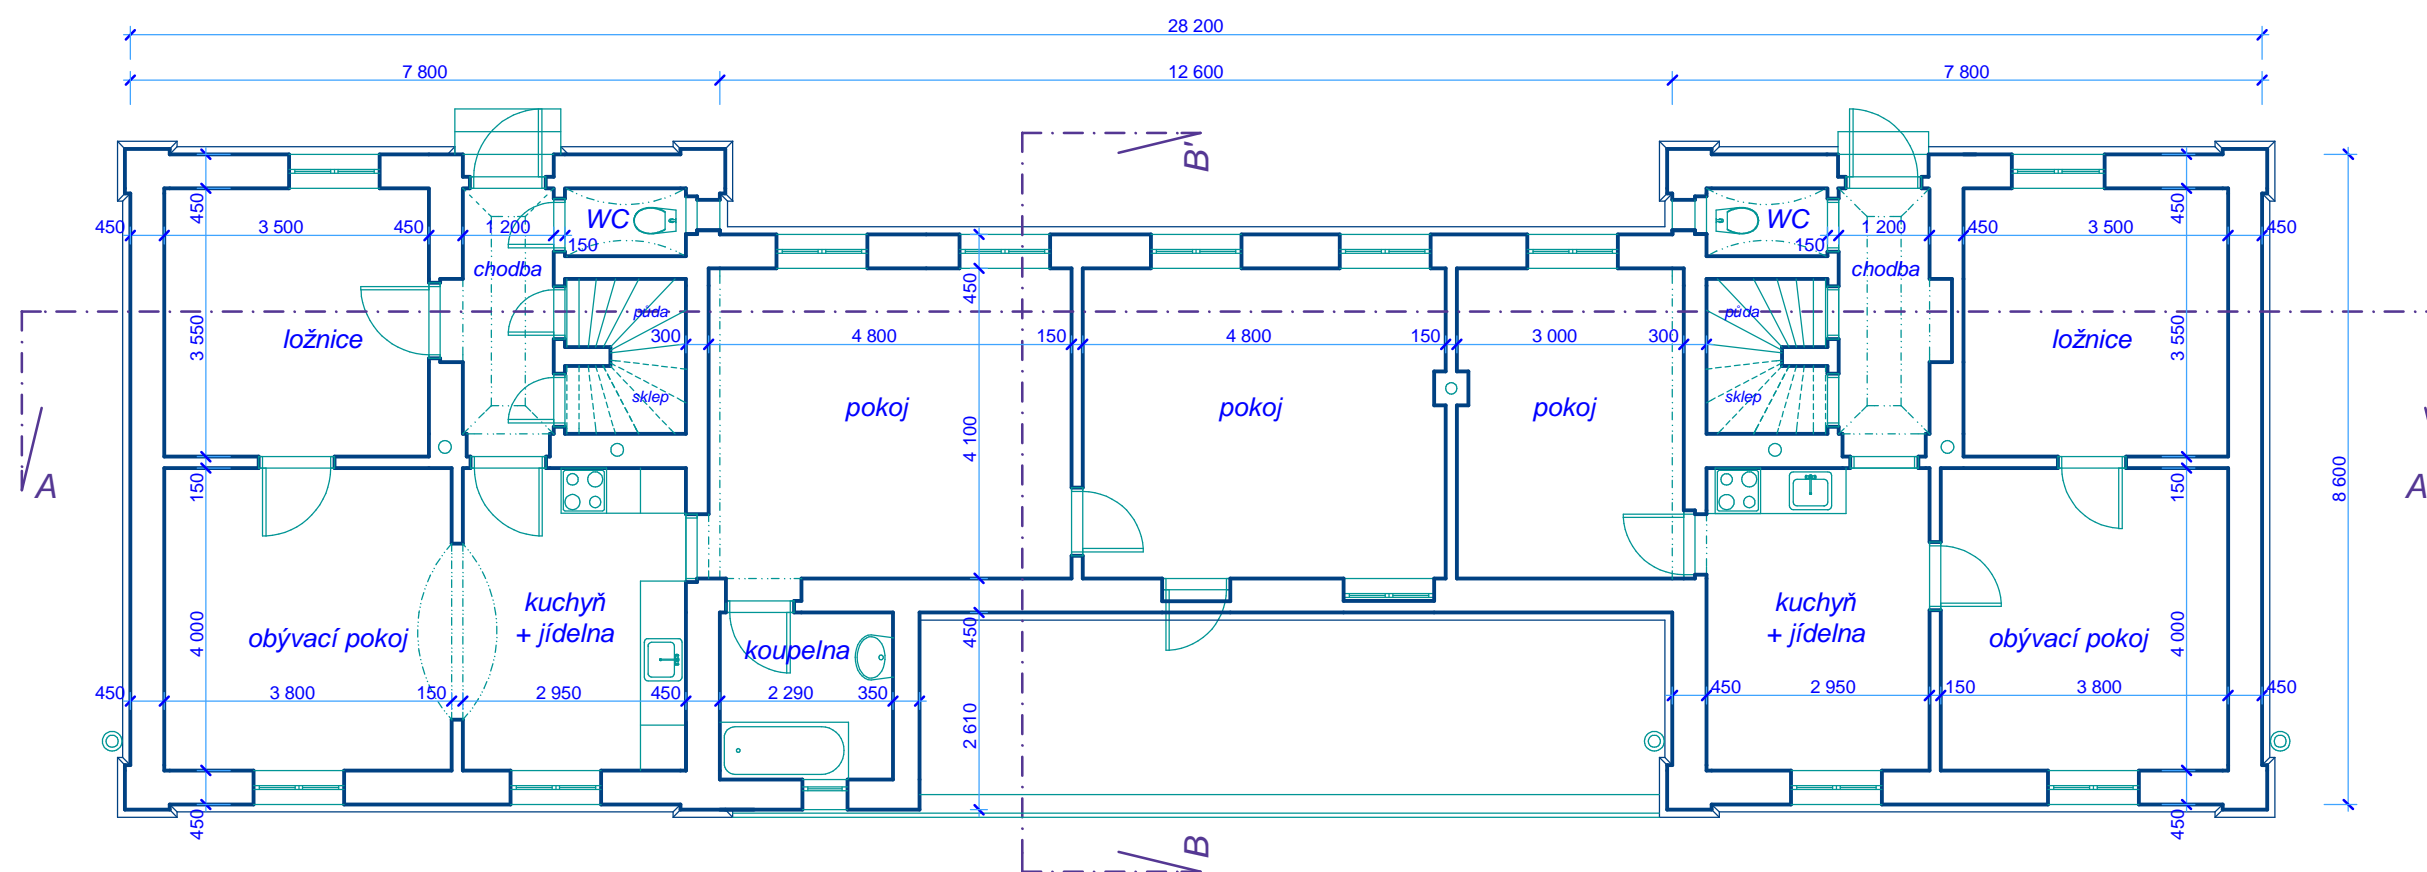 28 200
7 800
12 600
7 800
B'
450
450
450
3 500
450
1 200
WC
150
WC
150
1 200
450
3 500
450
chodba
chodba
450
půda
půda
3 550
ložnice
300
4 800
150
4 800
150
3 000
300
ložnice
3 550
sklep
sklep
pokoj
pokoj
pokoj
4 100
A
150
150
8 600
A
kuchyň
+ jídelna
kuchyň
+ jídelna
4 000
obývací pokoj
450
koupelna
obývací pokoj
4 000
450
3 800
150
2 950
450
2 290
350
450
2 950
150
3 800
450
2 610
450
450
B